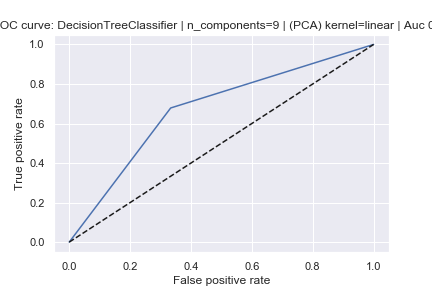 OC curve: DecisionTreeClassifier | n_components=9 | (PCA) kernel=linear | Auc
1.0
0.8
0.6
0.4
0.2
0.0
True positive rate
0.0 0.2 0.4 0.6 0.8 1.0
False positive rate